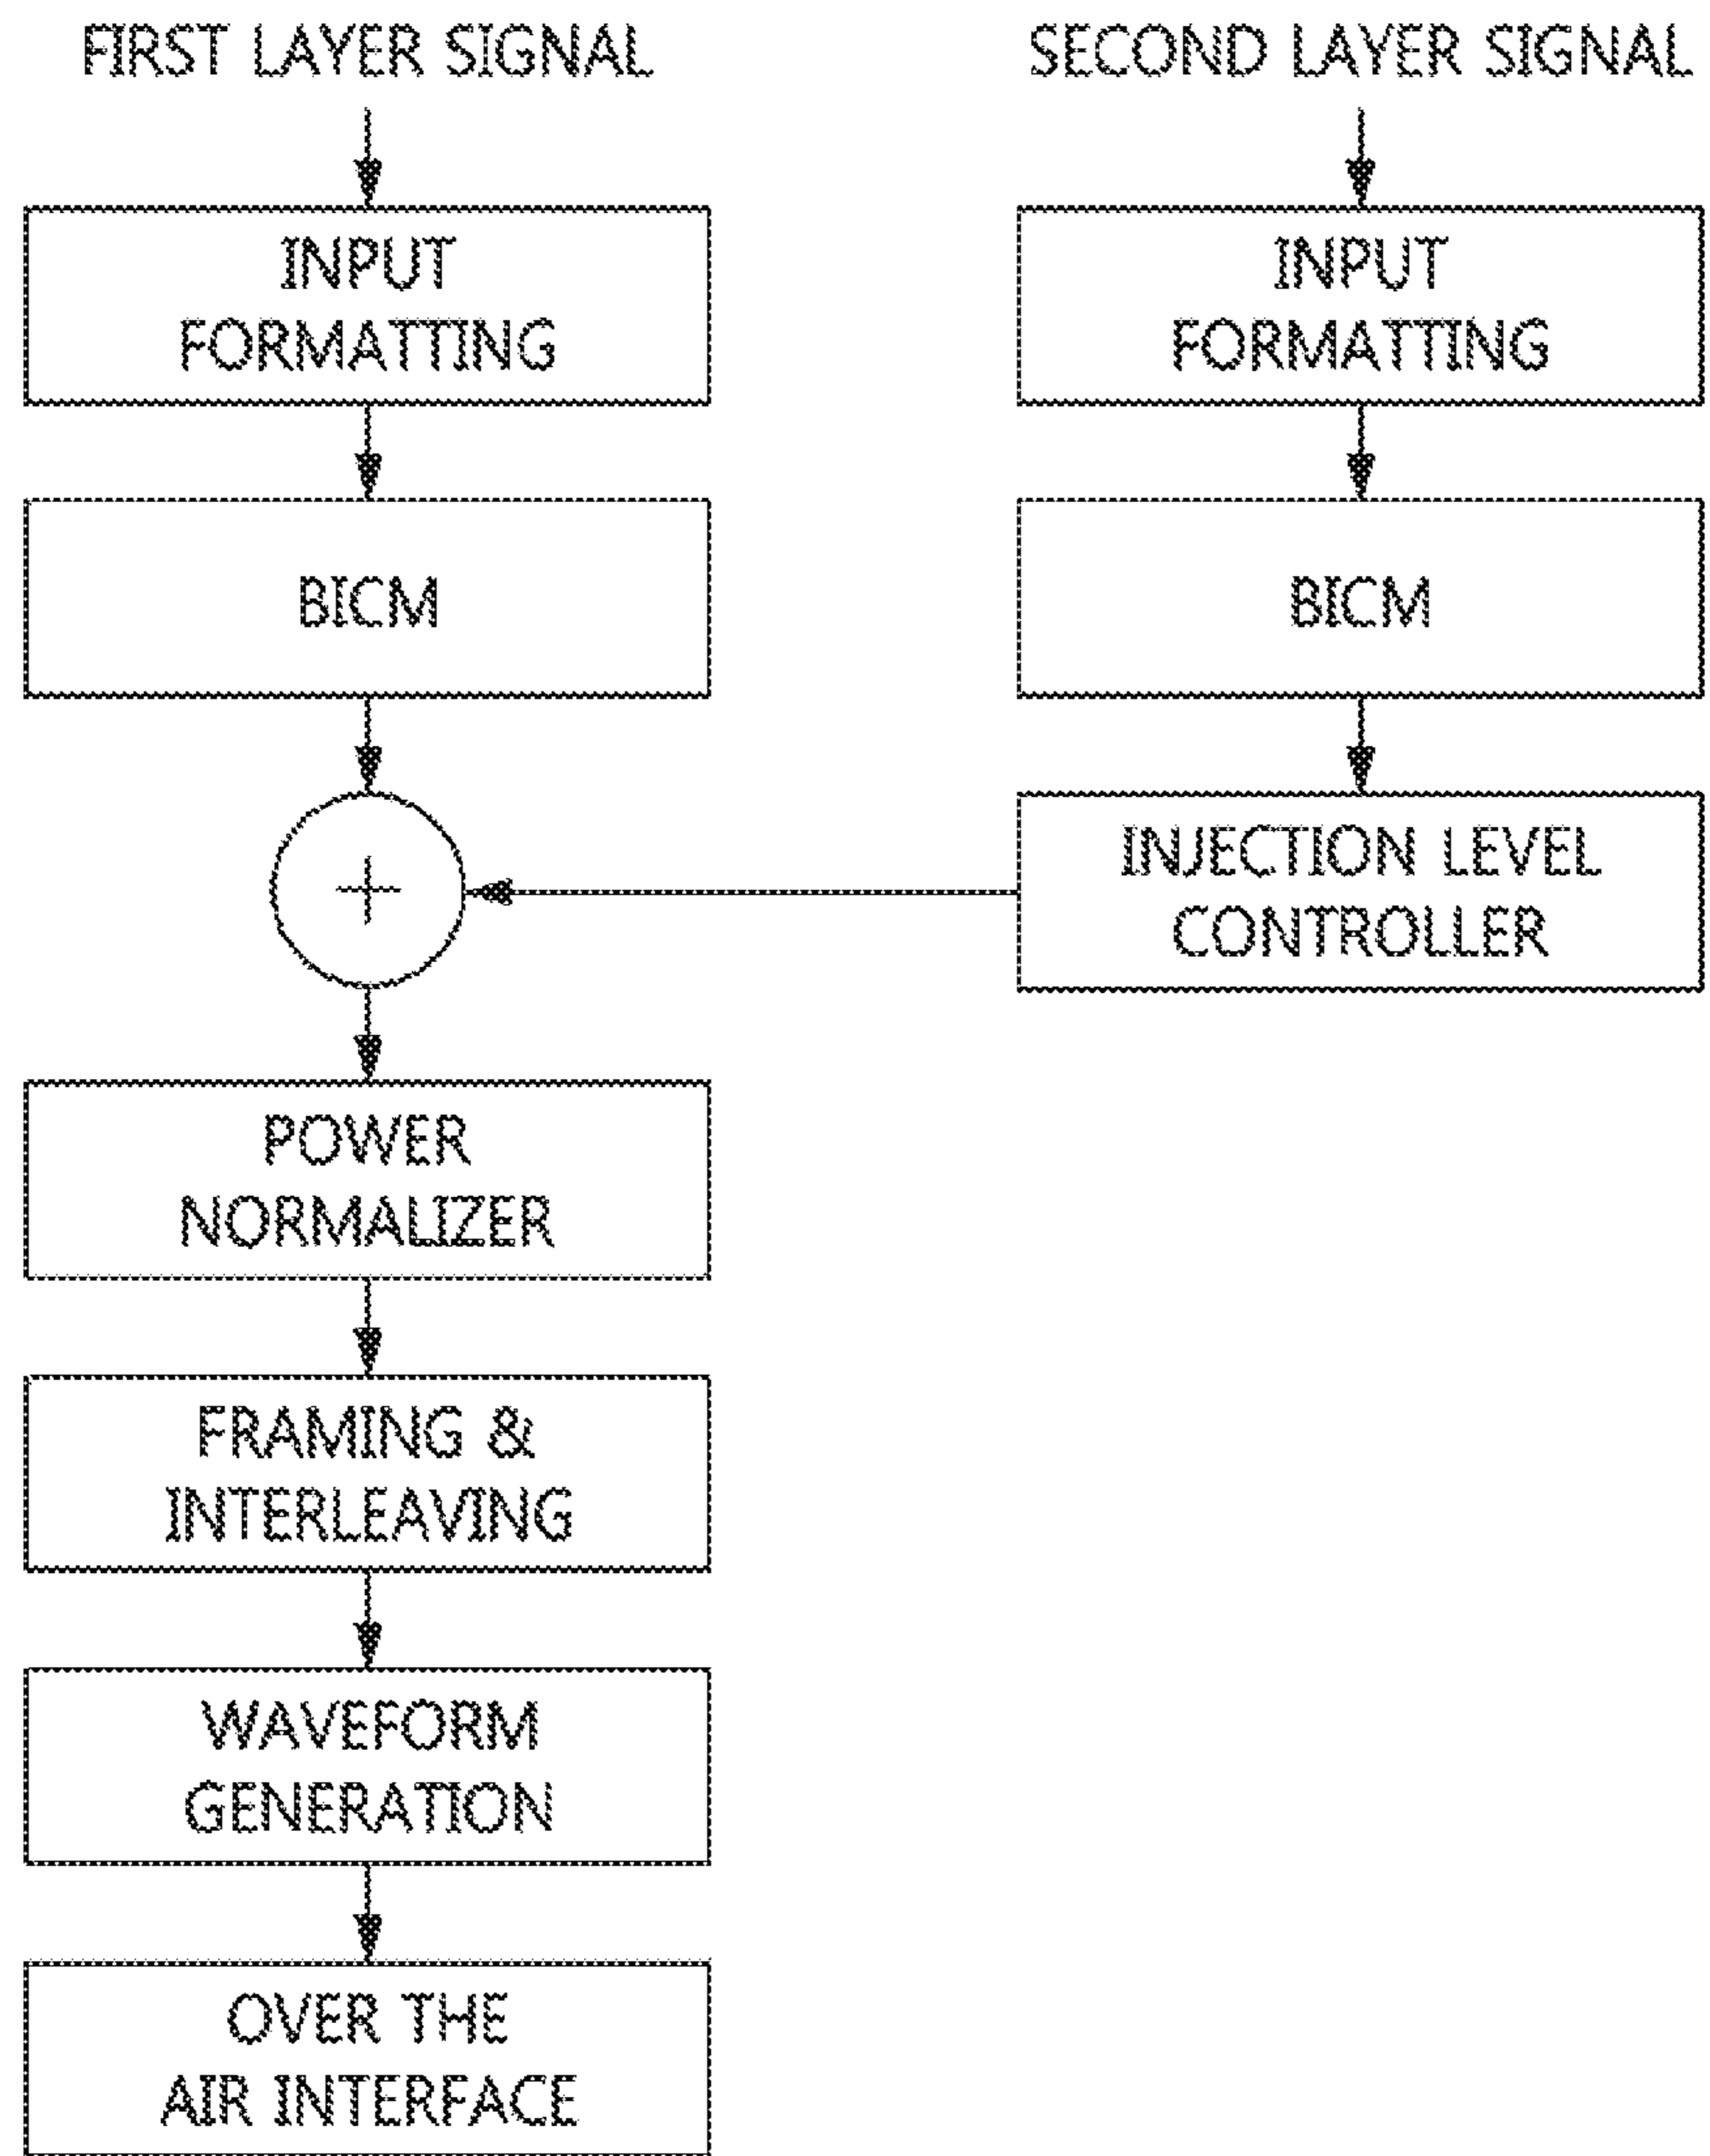 FIRST LAYER SIGNAL
SECOND LAYER SIGNAL
INPUT
FORMATTING
INPUT
FORMATTING
BICM
BICM
+
INJECTION LEVEL
CONTROLLER
POWER
NORMALIZER
FRAMING &
INTERLEAVING
WAVEFORM
GENERATION
OVER THE
AIR INTERFACE